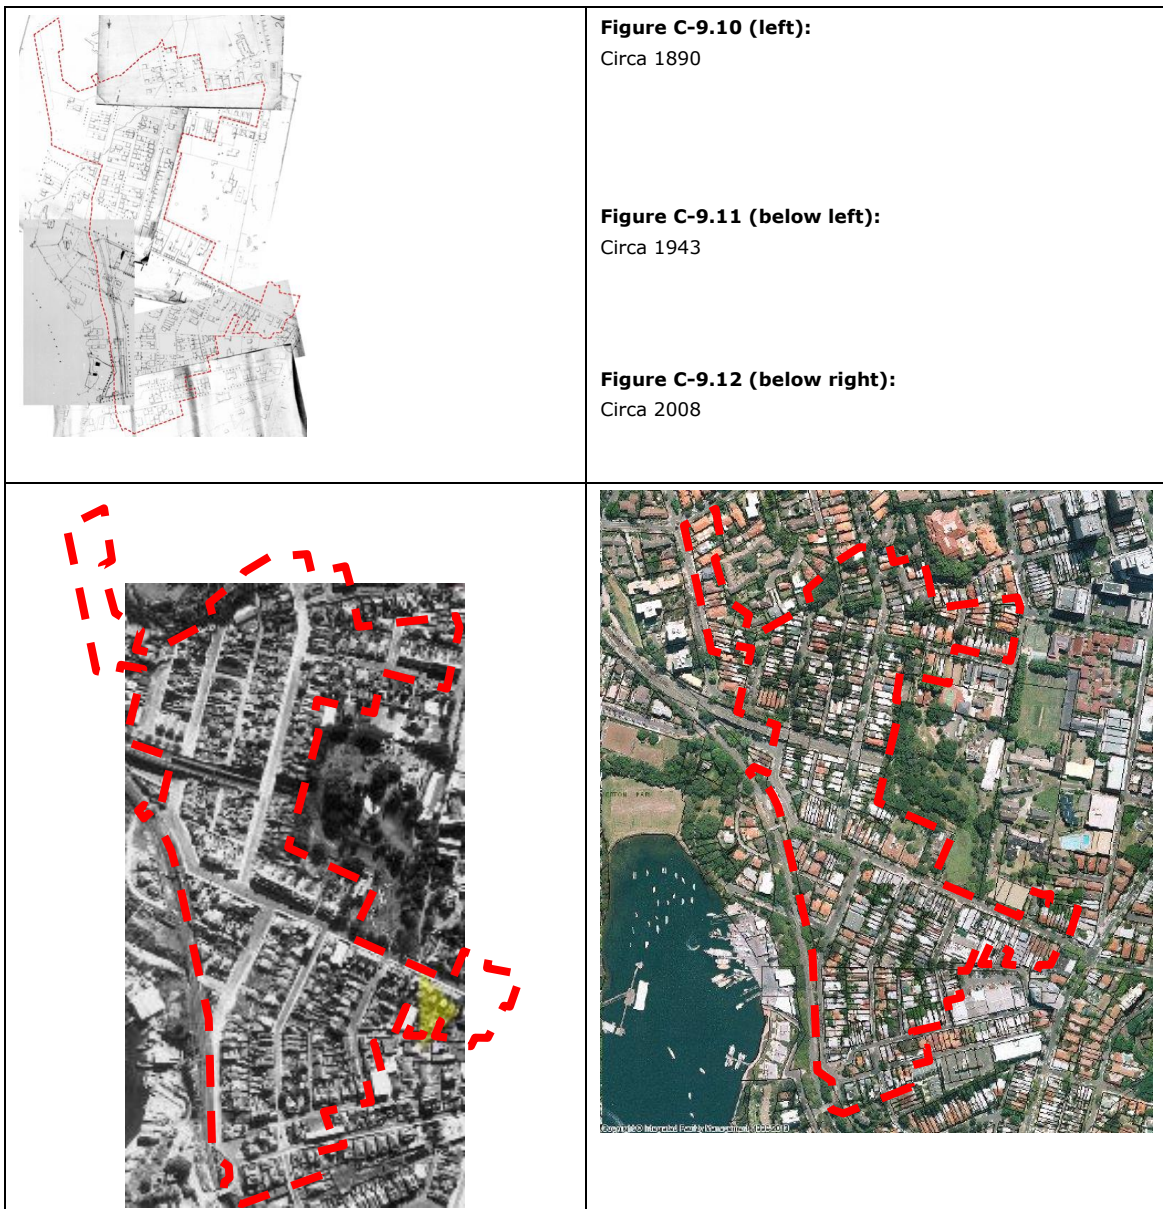 Figure C-9.10 (left):
Circa 1890
Figure C-9.11 (below left):
Circa 1943
Figure C-9.12 (below right):
Circa 2008